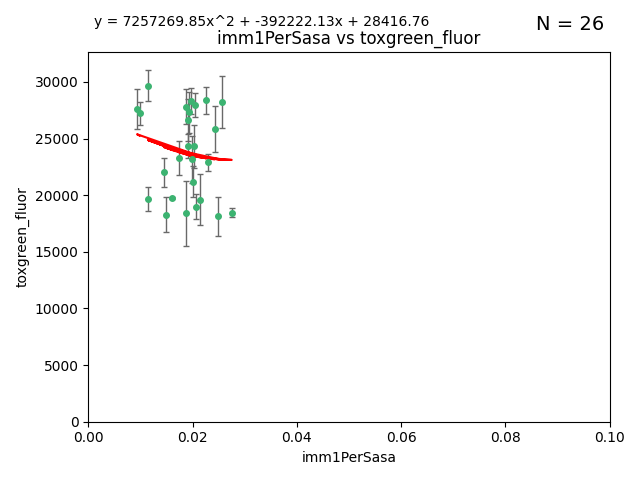 y = 7257269.85x^2 + -392222.13x + 28416.76
N = 26
imm1PerSasa vs toxgreen_fluor
30000
25000
20000
15000
10000
5000
0
toxgreen_fluor
0.00 0.02 0.04 0.06 0.08 0.10
imm1PerSasa